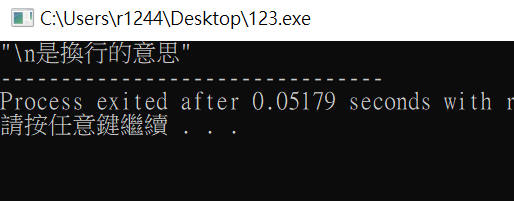 C:\Users\r1244\Desktop\123.exe
"\n是換行的意思"
--------------------------------
Process exited after 0.05179 seconds with r
請按任意鍵繼續 . . .